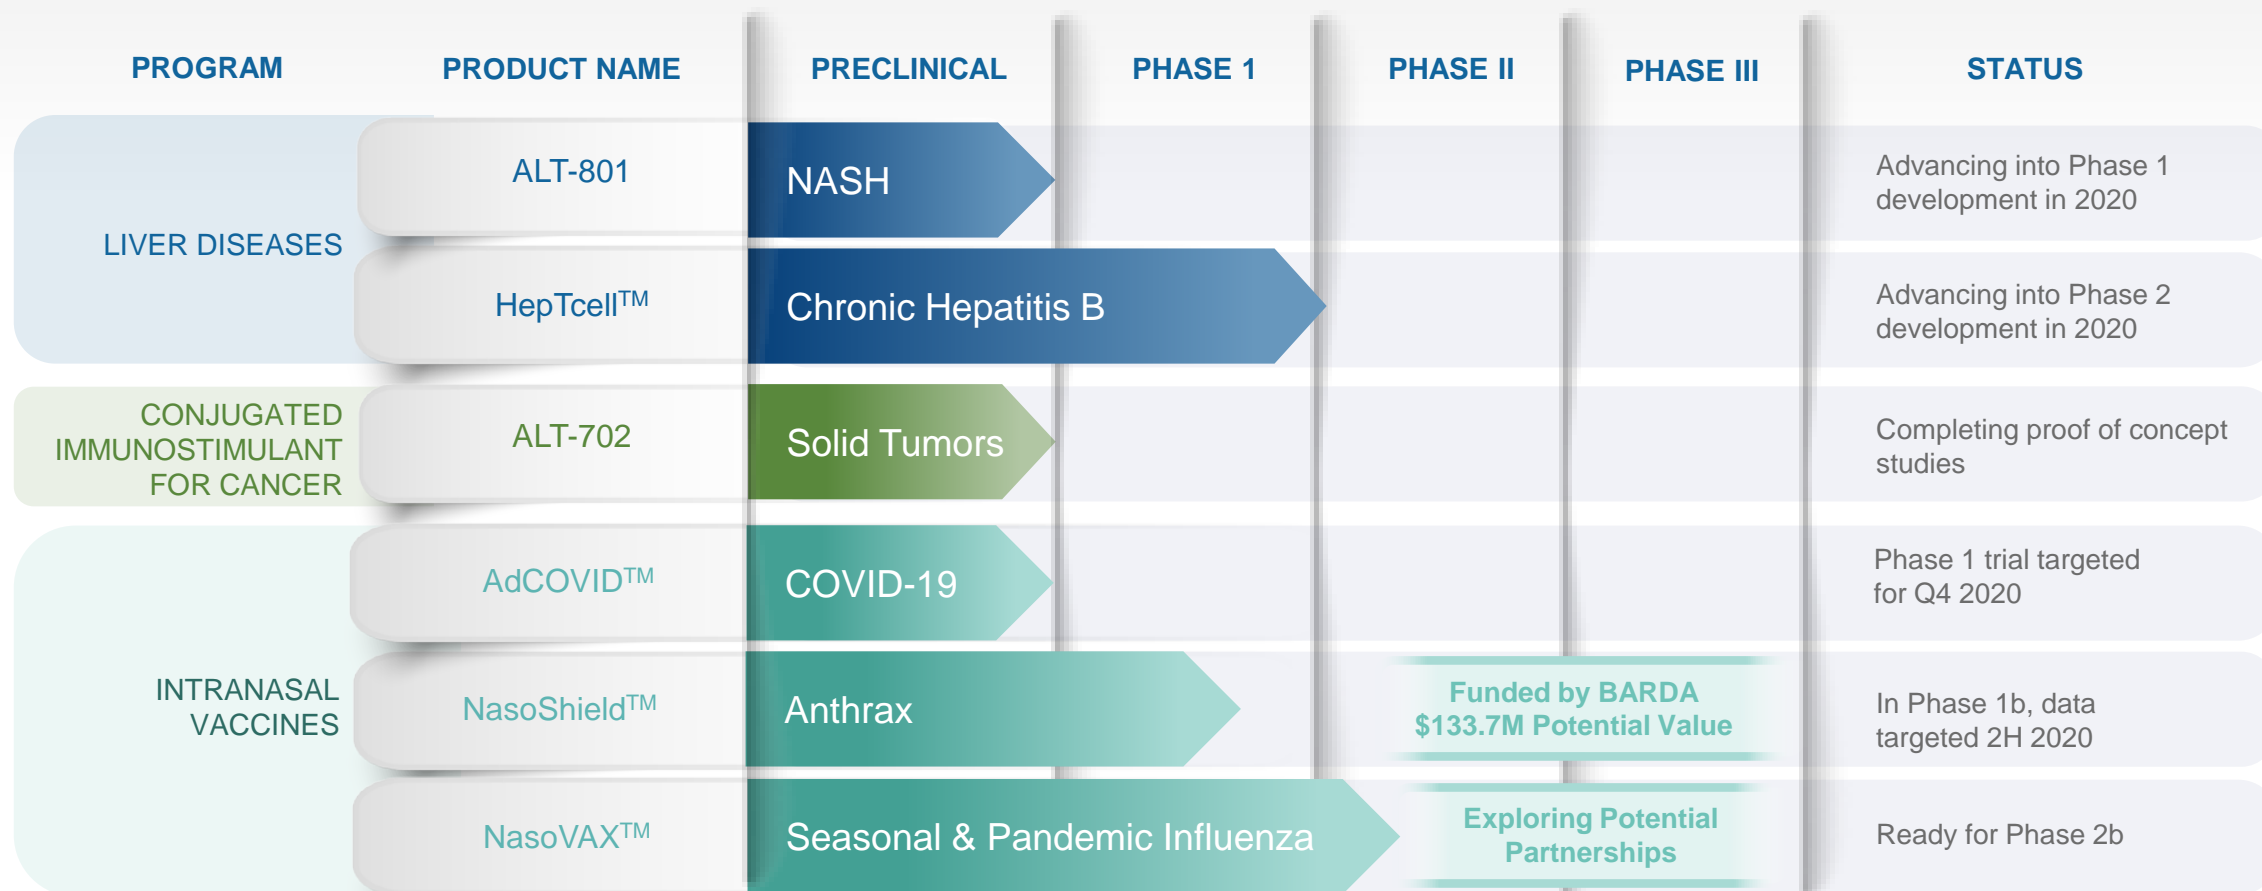 PROGRAM PRODUCT NAME PRECLINICAL PHASE 1 PHASE II PHASE III STATUS
LIVER DISEASES
ALT-801
NASH
Advancing into Phase 1
development in 2020
HepTcell™
Chronic Hepatitis B
Advancing into Phase 2
development in 2020
CONJUGATED
IMMUNOSTIMULANT
FOR CANCER
ALT-702
Solid Tumors
Completing proof of concept
studies
INTRANASAL
VACCINES
AdCOVID™
COVID-19
Phase 1 trial targeted
for Q4 2020
NasoShield™
Anthrax
Funded by BARDA
$133.7M Potential Value
In Phase 1b, data
targeted 2H 2020
NasoVAX™
Seasonal & Pandemic Influenza
Exploring Potential
Partnerships
Ready for Phase 2b